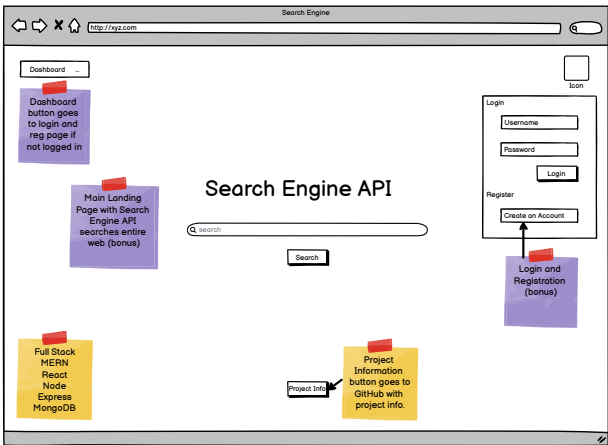 Search Engine
http://xyz.com
Dashboard
Dashboard
button goes
to login and
reg page if
not logged in
Icon
Login
Username
Password
Login
Register
Create an Account
Main Landing
Page with Search
Engine API
searches entire
web (bonus)
Search Engine API
search
Search
Login and
Registration
(bonus)
Full Stack
MERN
React
Node
Express
MongoDB
Project Info
Project
Information
button goes to
GitHub with
project info.